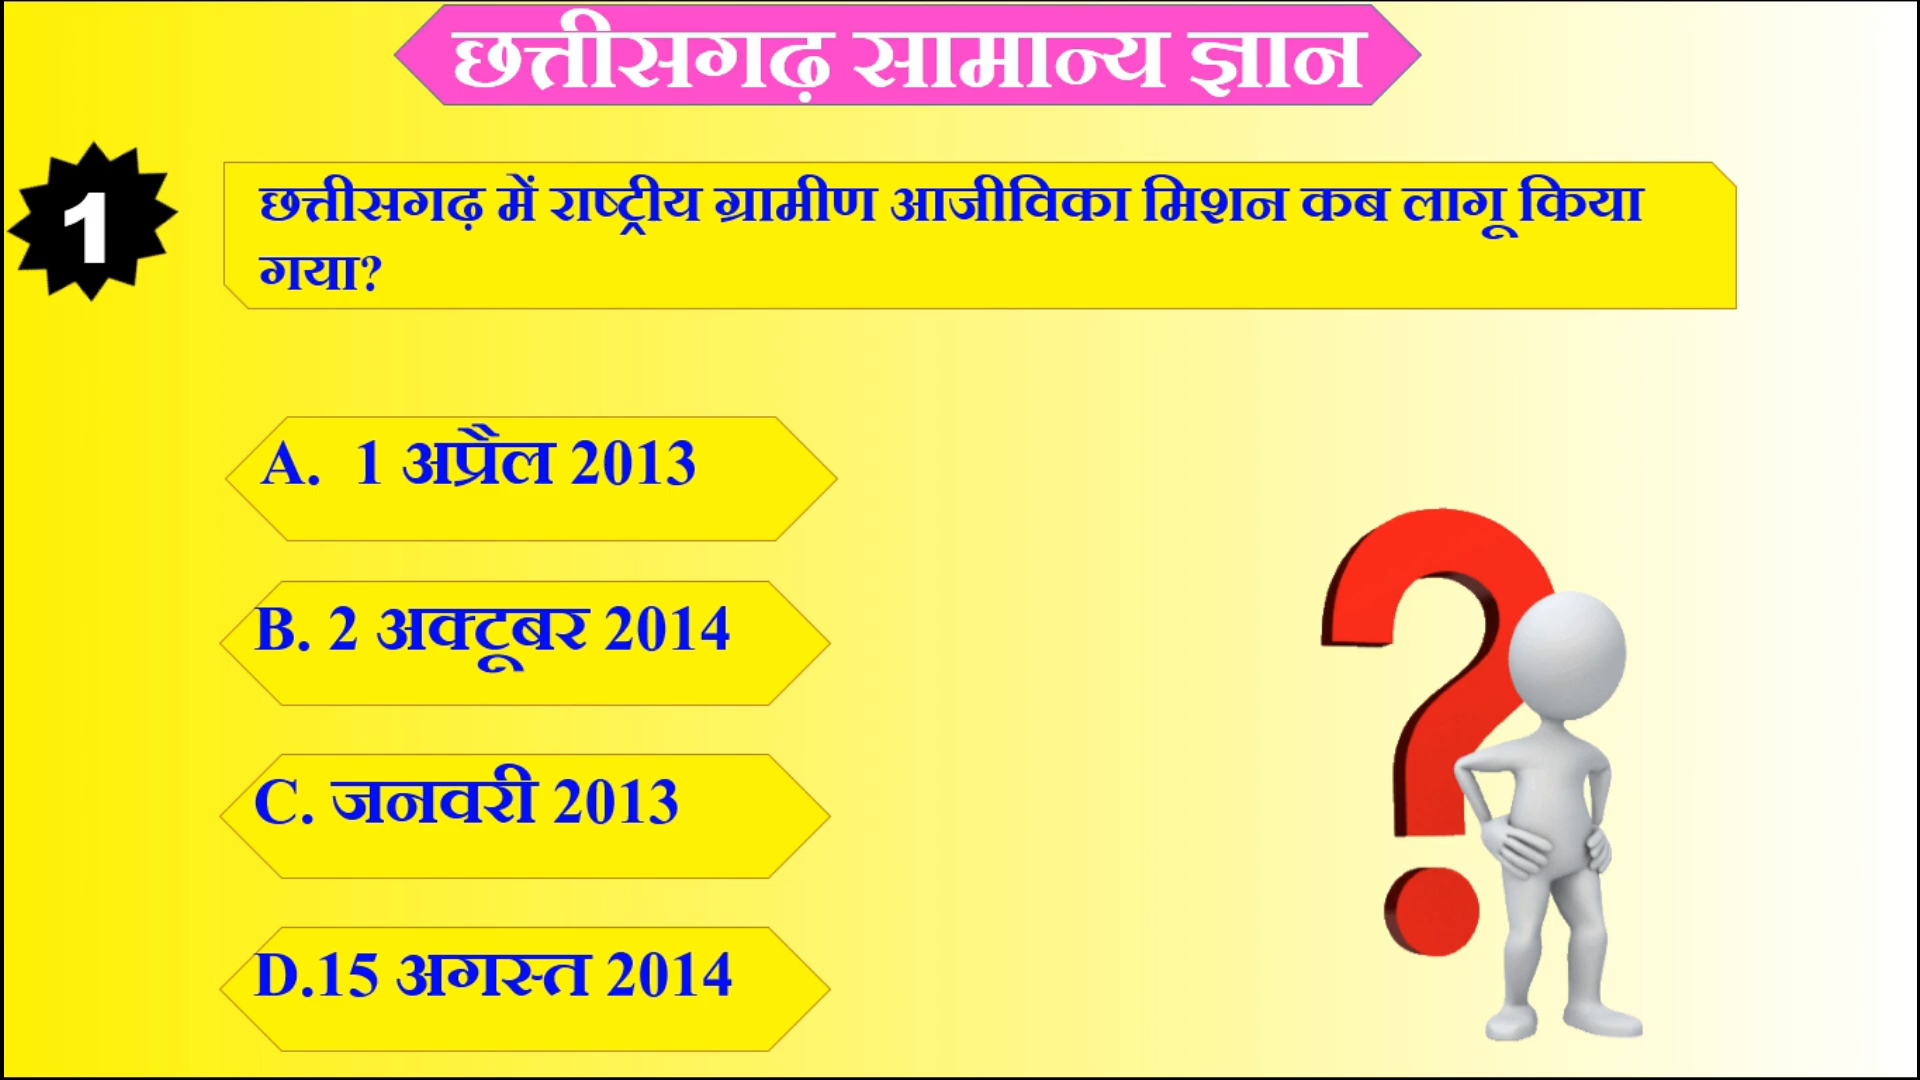 छत्तीसगढ़ सामान्य ज्ञान
1
छत्तीसगढ़ में राष्ट्रीय ग्रामीण आजीविका मिशन कब लागू किया
गया?
A. 1 अप्रैल 2013
B. 2 अक्टूबर 2014
C. जनवरी 2013
D.15 अगस्त 2014